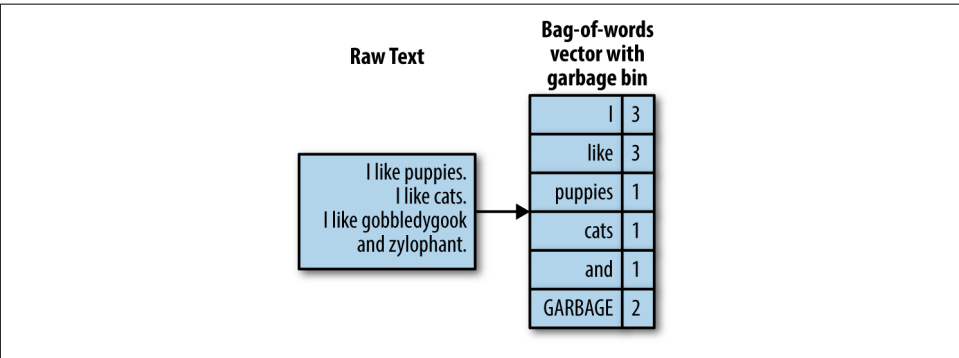 Raw Text
I like puppies.
I like cats.
I like gobbledygook
and zylophant.
Bag-of-words
vector with
garbage bin
I 3
like 3
puppies 1
cats 1
and 1
GARBAGE 2